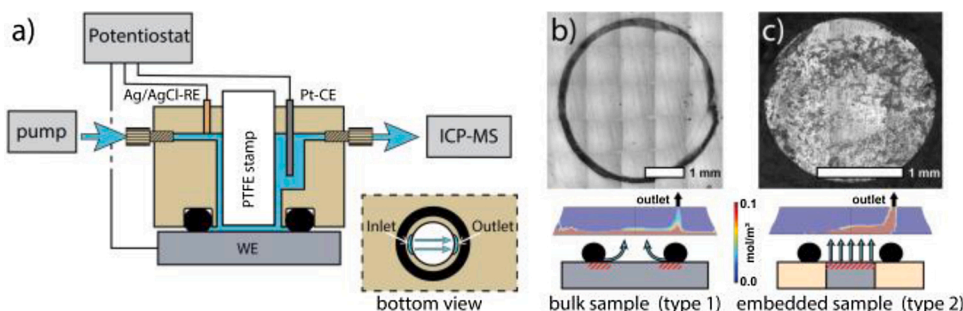 a)
Potentiostat
Ag/AgCl-RE
Pt-CE
pump
PTFE stamp
ICP-MS
WE
Inlet
Outlet
bottom view
b)
1 mm
outlet
bulk sample (type 1)
0.1
mol/m³
0.0
c)
1 mm
outlet
embedded sample (type 2)